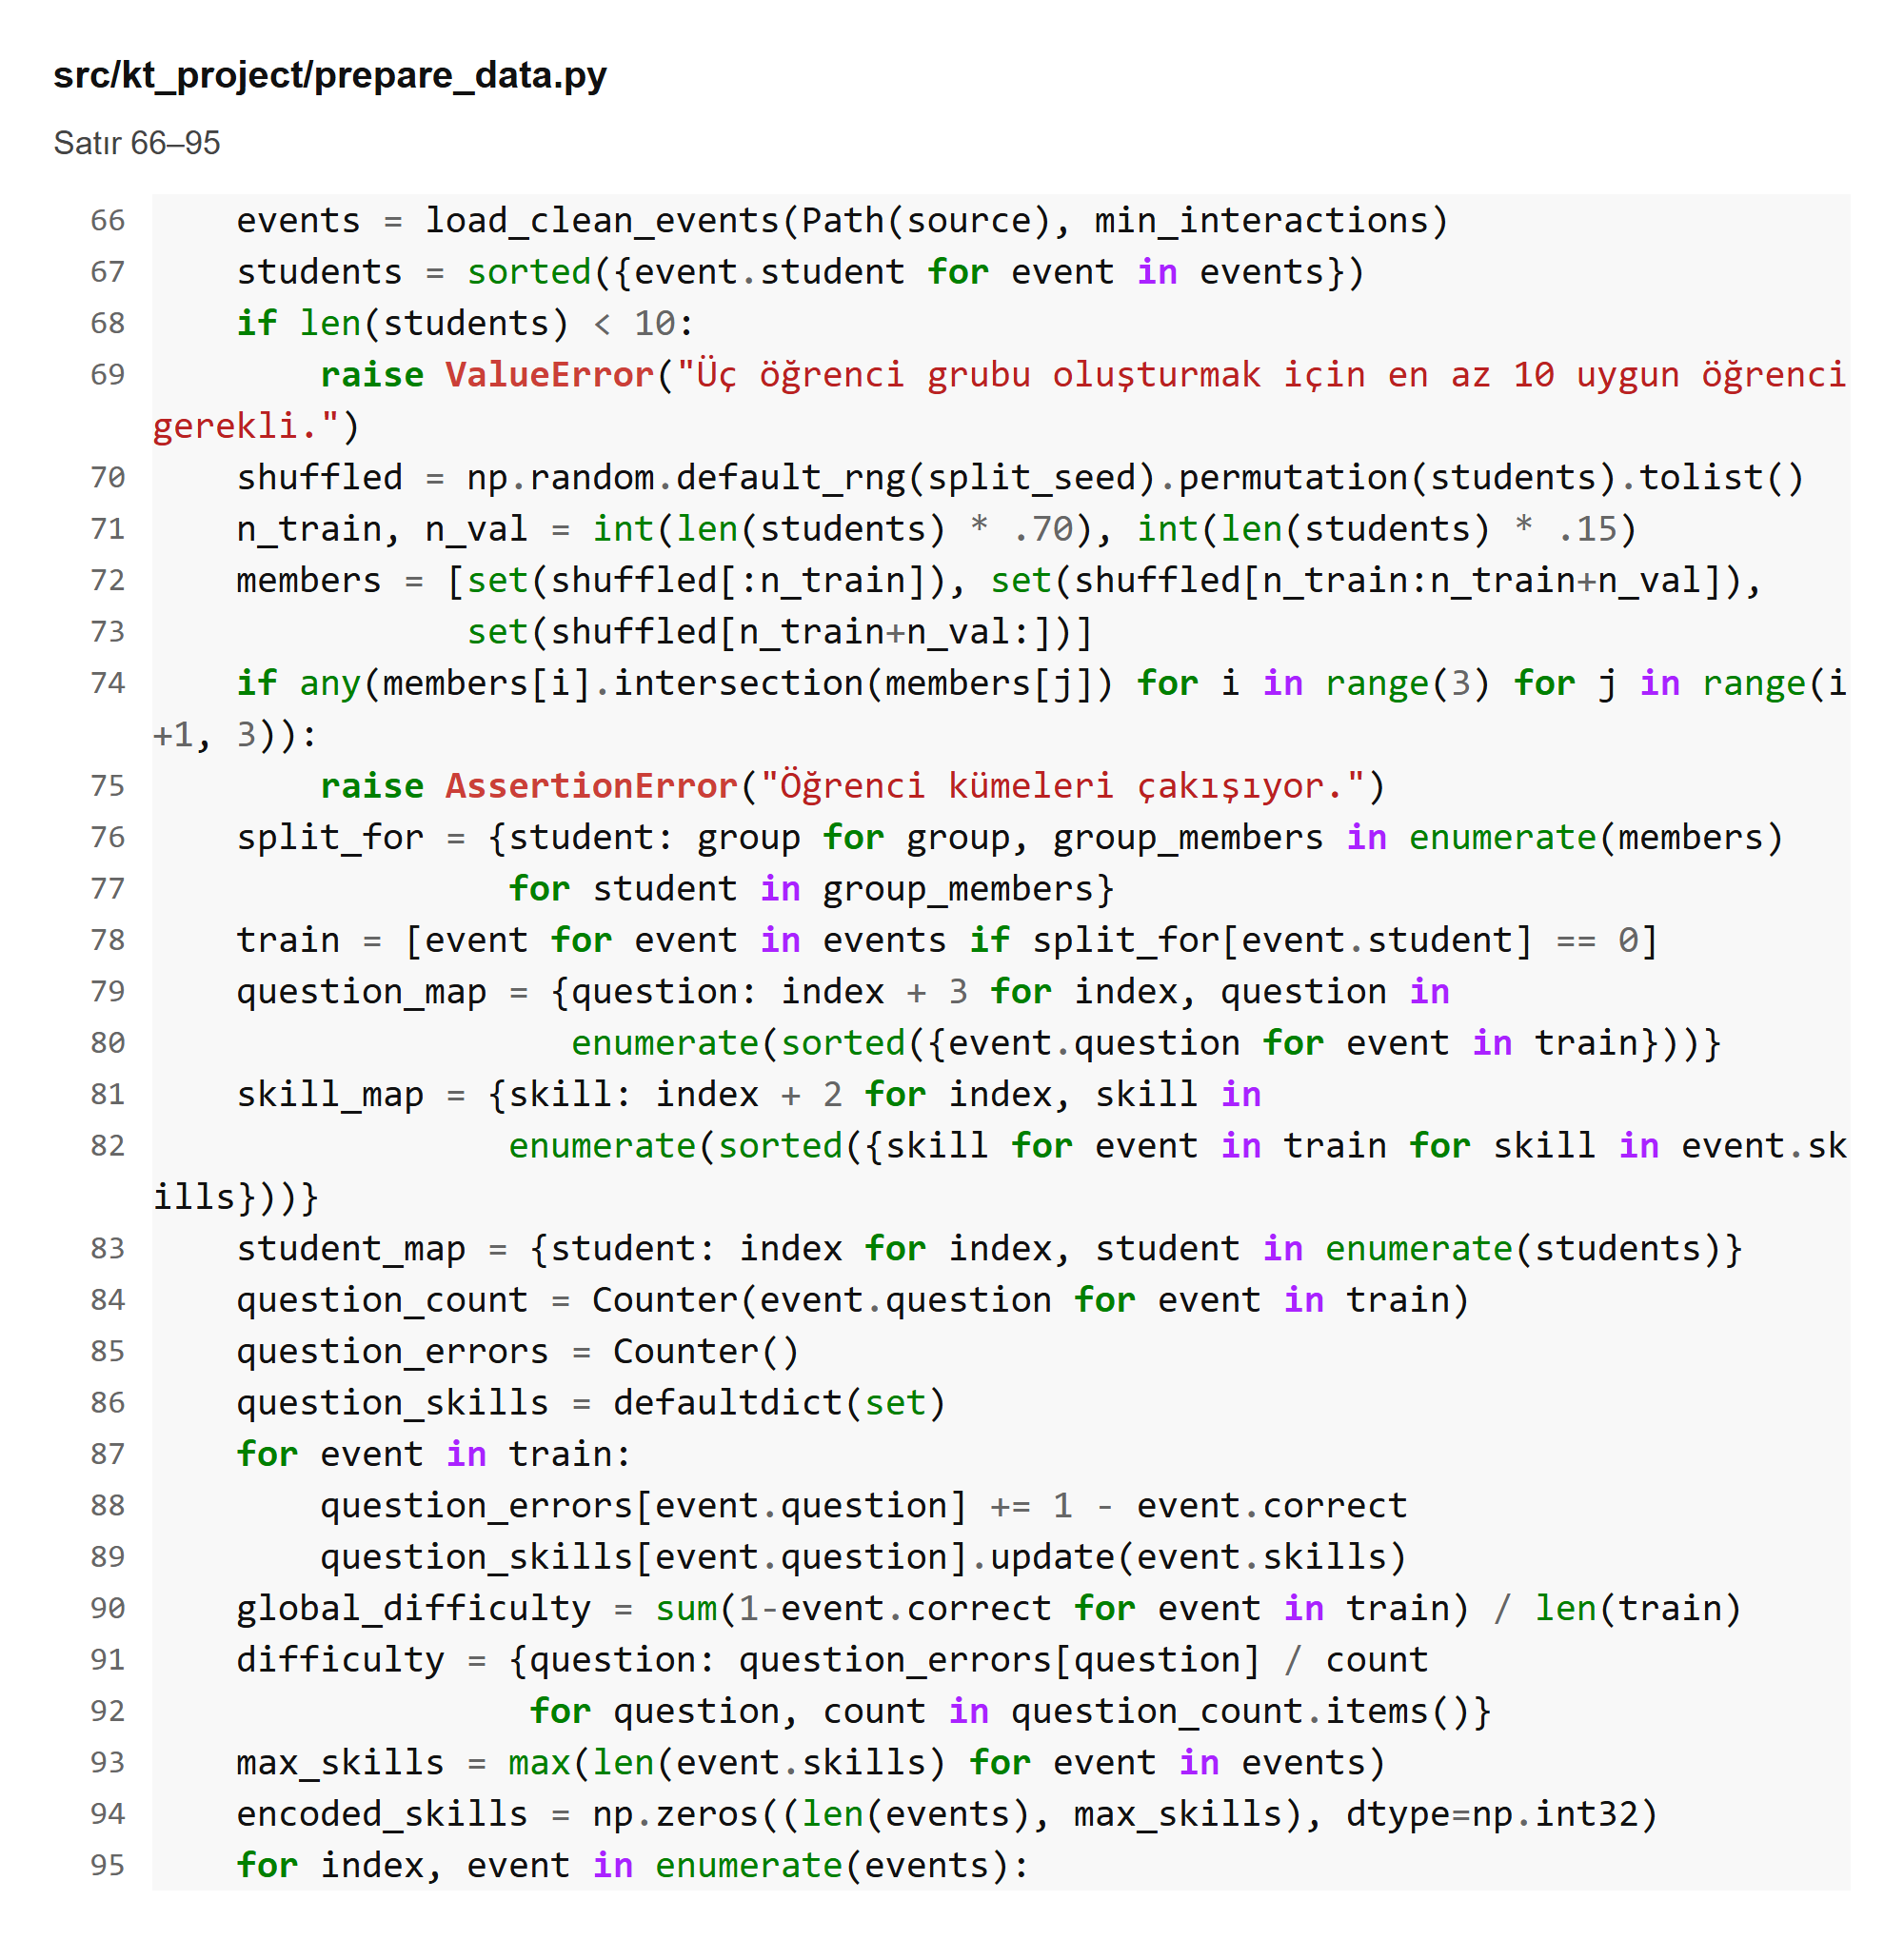 src/kt_project/prepare_data.py
Satır 66–95
66     events = load_clean_events(Path(source), min_interactions)
67     students = sorted({event.student for event in events})
68     if len(students) < 10:
69         raise ValueError("Üç öğrenci grubu oluşturmak için en az 10 uygun öğrenci
gerekli.")
70     shuffled = np.random.default_rng(split_seed).permutation(students).tolist()
71     n_train, n_val = int(len(students) * .70), int(len(students) * .15)
72     members = [set(shuffled[:n_train]), set(shuffled[n_train:n_train+n_val]),
73                set(shuffled[n_train+n_val:])]
74     if any(members[i].intersection(members[j]) for i in range(3) for j in range(i
+1, 3)):
75         raise AssertionError("Öğrenci kümeleri çakışıyor.")
76     split_for = {student: group for group, group_members in enumerate(members)
77                  for student in group_members}
78     train = [event for event in events if split_for[event.student] == 0]
79     question_map = {question: index + 3 for index, question in
80                     enumerate(sorted({event.question for event in train}))}
81     skill_map = {skill: index + 2 for index, skill in
82                  enumerate(sorted({skill for event in train for skill in event.sk
ills}))}
83     student_map = {student: index for index, student in enumerate(students)}
84     question_count = Counter(event.question for event in train)
85     question_errors = Counter()
86     question_skills = defaultdict(set)
87     for event in train:
88         question_errors[event.question] += 1 - event.correct
89         question_skills[event.question].update(event.skills)
90     global_difficulty = sum(1-event.correct for event in train) / len(train)
91     difficulty = {question: question_errors[question] / count
92                   for question, count in question_count.items()}
93     max_skills = max(len(event.skills) for event in events)
94     encoded_skills = np.zeros((len(events), max_skills), dtype=np.int32)
95     for index, event in enumerate(events):